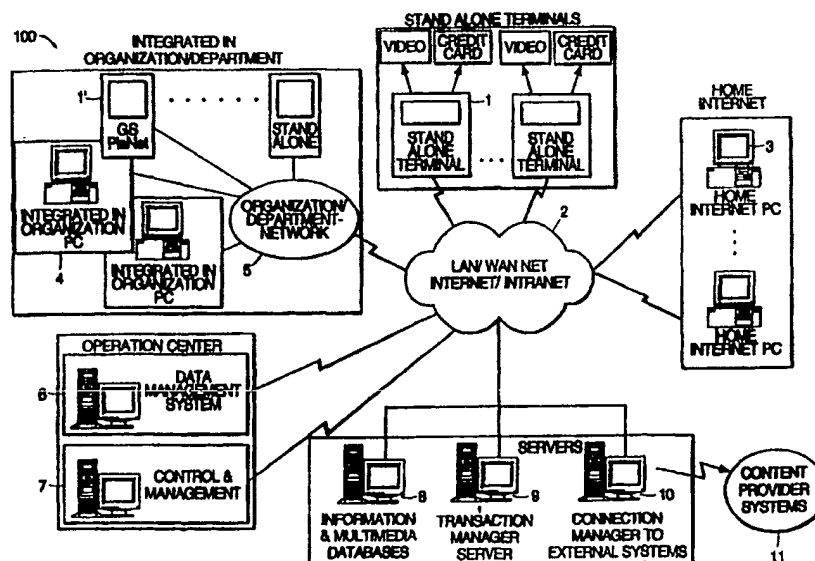 100
INTEGRATED IN
ORGANIZATION/DEPARTMENT
1'
GS
PlaNet
STAND
ALONE
INTEGRATED IN
ORGANIZATION
PC
4
INTEGRATED IN
ORGANIZATION
PC
ORGANIZATION/
DEPARTMENT-
NETWORK
5
STAND ALONE TERMINALS
VIDEO
CREDIT
CARD
VIDEO
CREDIT
CARD
1
STAND
ALONE
TERMINAL
STAND
ALONE
TERMINAL
HOME
INTERNET
3
HOME
INTERNET PC
HOME
INTERNET PC
2
LAN/ WAN NET
INTERNET/ INTRANET
OPERATION CENTER
6
DATA
MANAGEMENT
SYSTEM
7
CONTROL &
MANAGEMENT
SERVERS
8
INFORMATION
& MULTIMEDIA
DATABASES
9
TRANSACTION
MANAGER
SERVER
10
CONNECTION
MANAGER TO
EXTERNAL SYSTEMS
CONTENT
PROVIDER
SYSTEMS
11